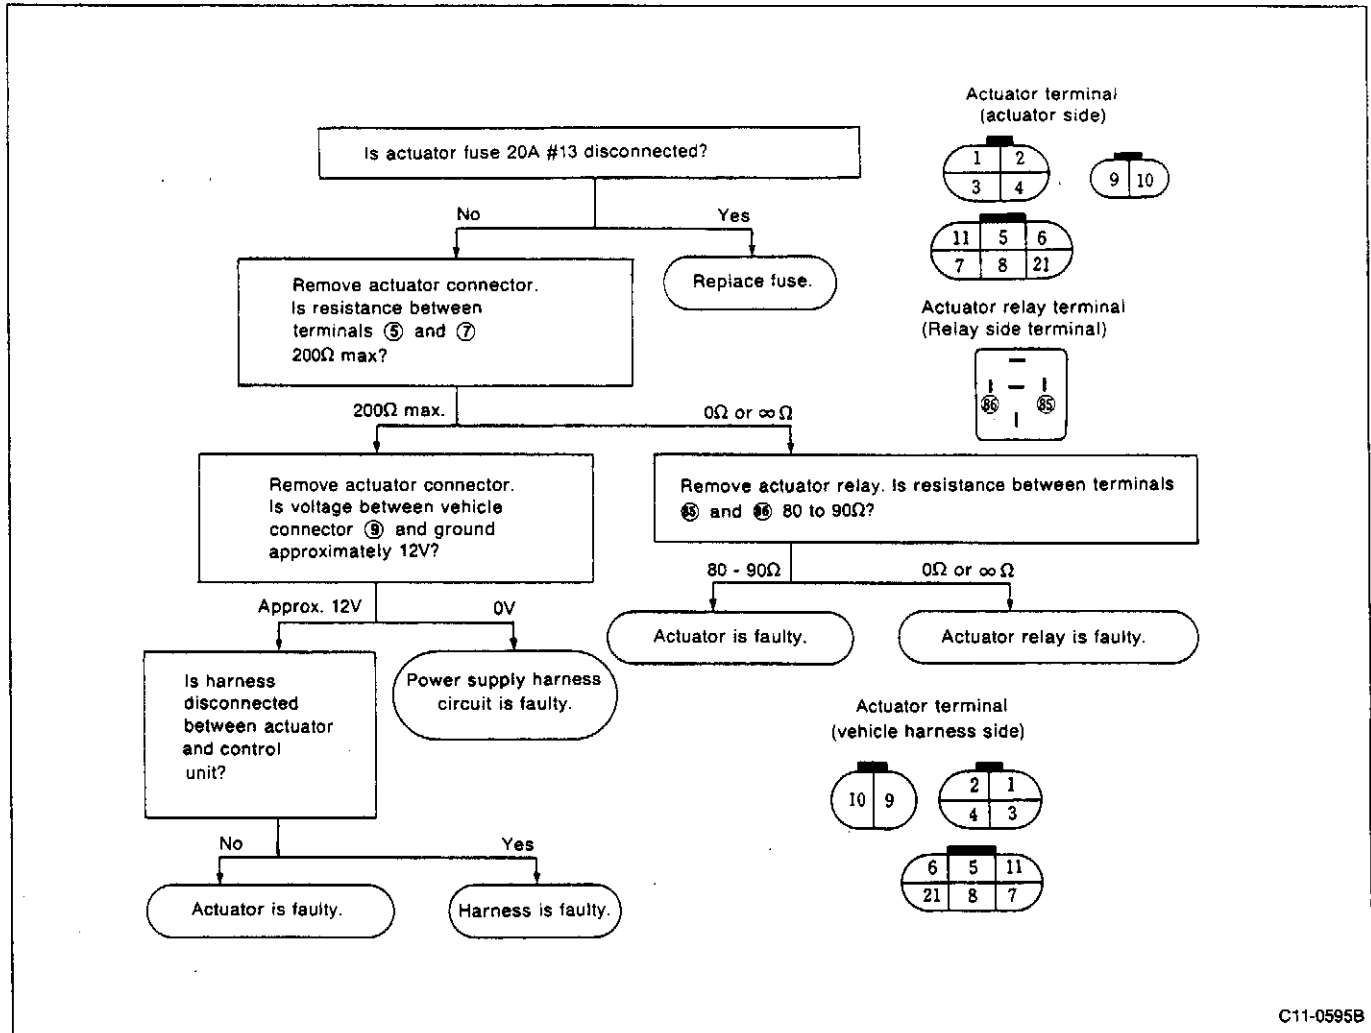 Is actuator fuse 20A #13 disconnected?
No
Yes
Remove actuator connector.
Is resistance between
terminals ⑤ and ⑦
200Ω max?
Replace fuse.
200Ω max.
0Ω or ∞ Ω
Remove actuator connector.
Is voltage between vehicle
connector ⑨ and ground
approximately 12V?
Remove actuator relay. Is resistance between terminals
85 and 86 80 to 90Ω?
Approx. 12V
0V
80 - 90Ω
0Ω or ∞ Ω
Is harness
disconnected
between actuator
and control
unit?
Power supply harness
circuit is faulty.
Actuator is faulty.
Actuator relay is faulty.
No
Yes
Actuator is faulty.
Harness is faulty.
Actuator terminal
(actuator side)
1 2
3 4
9 10
11 5 6
7 8 21
Actuator relay terminal
(Relay side terminal)
86 85
Actuator terminal
(vehicle harness side)
10 9
2 1
4 3
6 5 11
21 8 7
C11-0595B